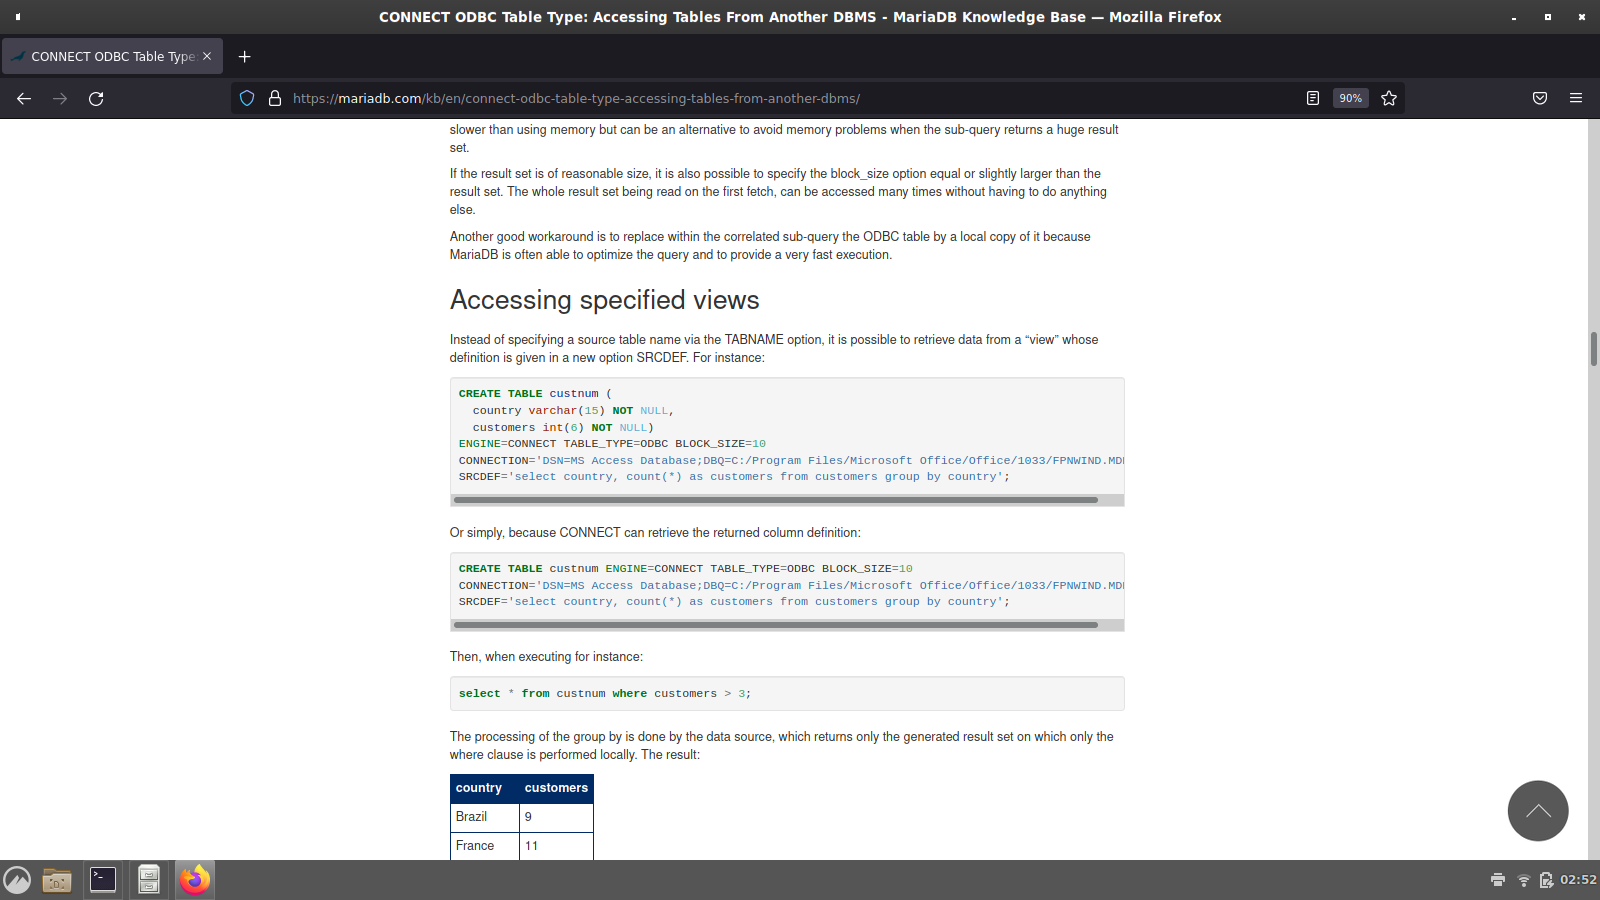 CONNECT ODBC Table Type: Accessing Tables From Another DBMS - MariaDB Knowledge Base — Mozilla Firefox
CONNECT ODBC Table Type:
https://mariadb.com/kb/en/connect-odbc-table-type-accessing-tables-from-another-dbms/
90%
slower than using memory but can be an alternative to avoid memory problems when the sub-query returns a huge result
set.
If the result set is of reasonable size, it is also possible to specify the block_size option equal or slightly larger than the
result set. The whole result set being read on the first fetch, can be accessed many times without having to do anything
else.
Another good workaround is to replace within the correlated sub-query the ODBC table by a local copy of it because
MariaDB is often able to optimize the query and to provide a very fast execution.
Accessing specified views
Instead of specifying a source table name via the TABNAME option, it is possible to retrieve data from a “view” whose
definition is given in a new option SRCDEF. For instance:
CREATE TABLE custnum (
country varchar(15) NOT NULL,
customers int(6) NOT NULL)
ENGINE=CONNECT TABLE_TYPE=ODBC BLOCK_SIZE=10
CONNECTION='DSN=MS Access Database;DBQ=C:/Program Files/Microsoft Office/Office/1033/FPNWIND.MD
SRCDEF='select country, count(*) as customers from customers group by country';
Or simply, because CONNECT can retrieve the returned column definition:
CREATE TABLE custnum ENGINE=CONNECT TABLE_TYPE=ODBC BLOCK_SIZE=10
CONNECTION='DSN=MS Access Database;DBQ=C:/Program Files/Microsoft Office/Office/1033/FPNWIND.MD
SRCDEF='select country, count(*) as customers from customers group by country';
Then, when executing for instance:
select * from custnum where customers > 3;
The processing of the group by is done by the data source, which returns only the generated result set on which only the
where clause is performed locally. The result:
country customers
Brazil 9
France 11
02:52